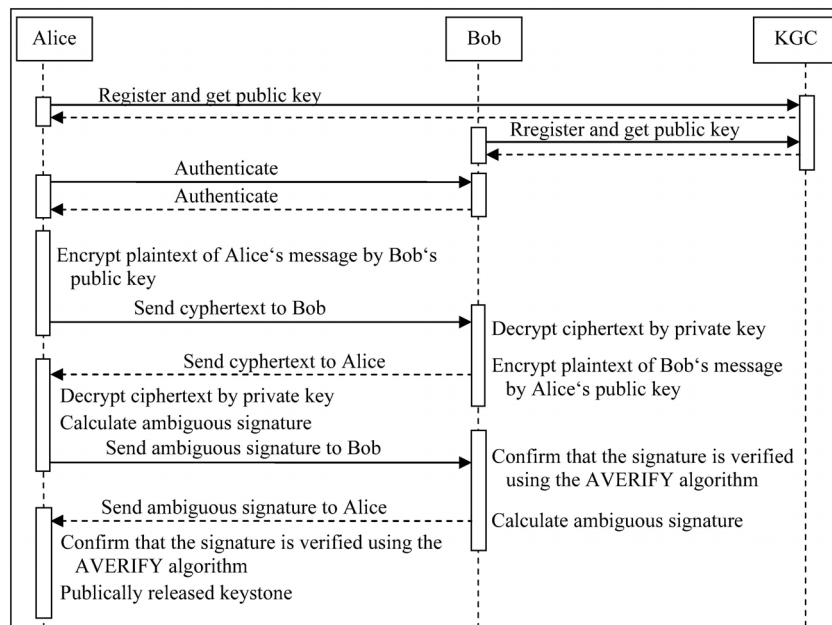 Alice
Bob
KGC
Register and get public key
Rregister and get public key
Authenticate
Authenticate
Encrypt plaintext of Alice‘s message by Bob‘s
public key
Send cyphertext to Bob
Decrypt ciphertext by private key
Send cyphertext to Alice
Encrypt plaintext of Bob‘s message
by Alice‘s public key
Decrypt ciphertext by private key
Calculate ambiguous signature
Send ambiguous signature to Bob
Confirm that the signature is verified
using the AVERIFY algorithm
Send ambiguous signature to Alice
Calculate ambiguous signature
Confirm that the signature is verified using the
AVERIFY algorithm
Publically released keystone